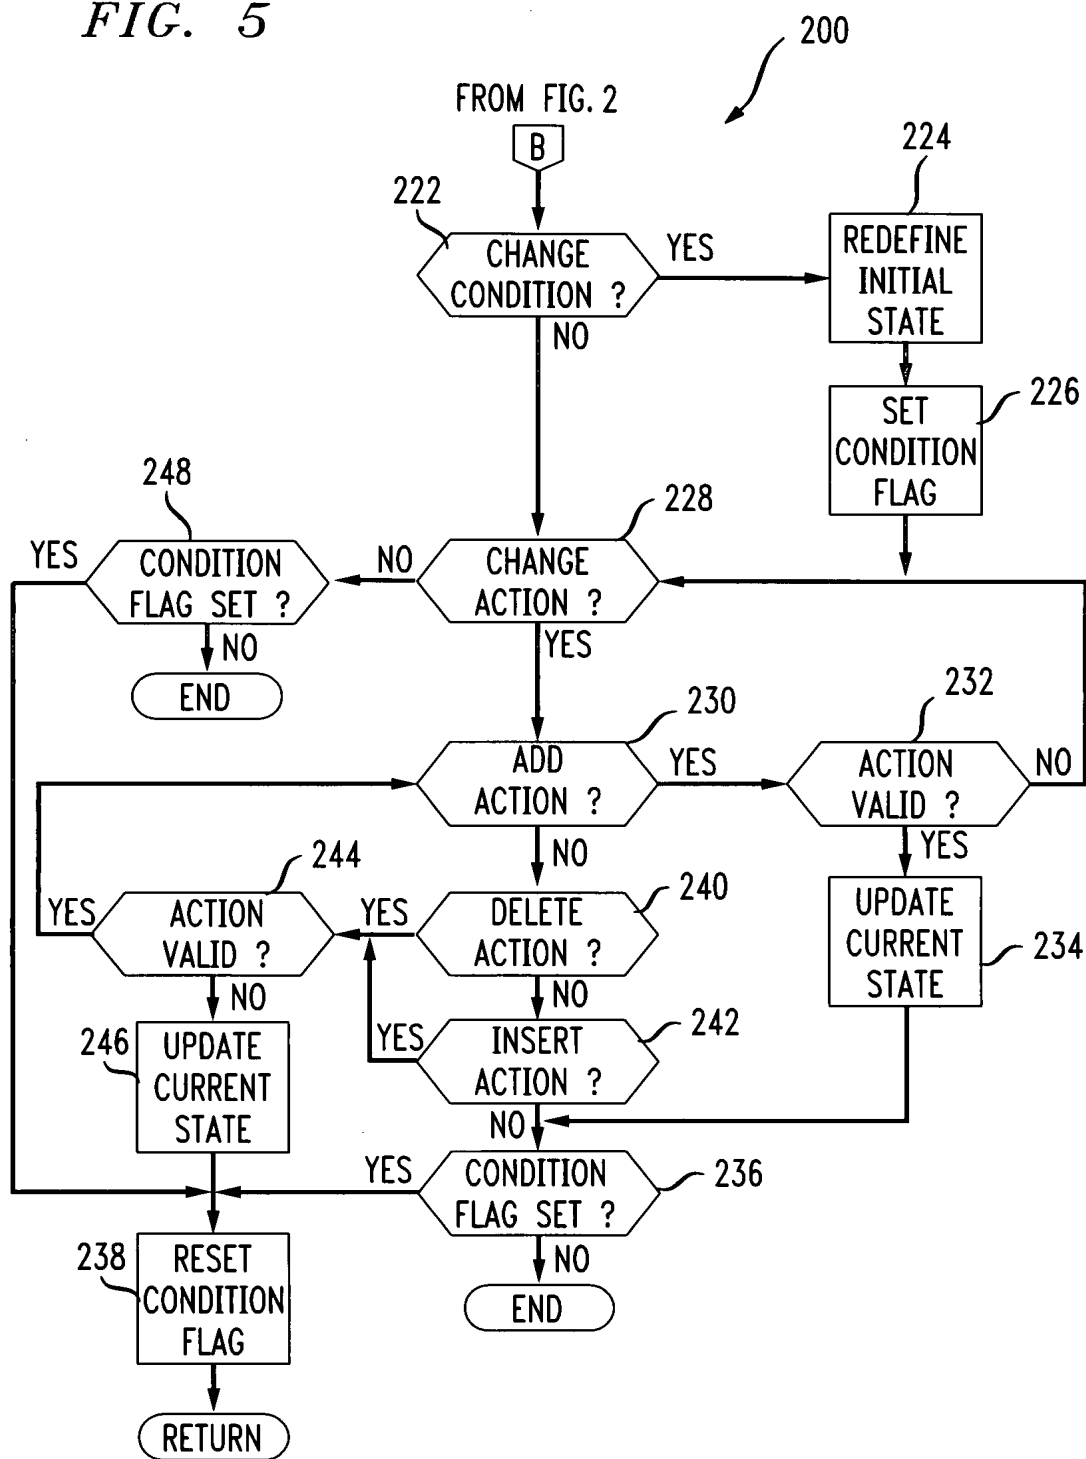 FIG. 5
200
FROM FIG. 2
B
222
CHANGE
CONDITION ?
YES
NO
224
REDEFINE
INITIAL
STATE
226
SET
CONDITION
FLAG
248
YES
CONDITION
FLAG SET ?
NO
END
NO
228
CHANGE
ACTION ?
YES
230
ADD
ACTION ?
YES
NO
232
ACTION
VALID ?
NO
YES
244
YES
ACTION
VALID ?
NO
YES
240
DELETE
ACTION ?
NO
UPDATE
CURRENT
STATE
234
246
UPDATE
CURRENT
STATE
YES
242
INSERT
ACTION ?
NO
YES
236
CONDITION
FLAG SET ?
NO
END
238
RESET
CONDITION
FLAG
RETURN